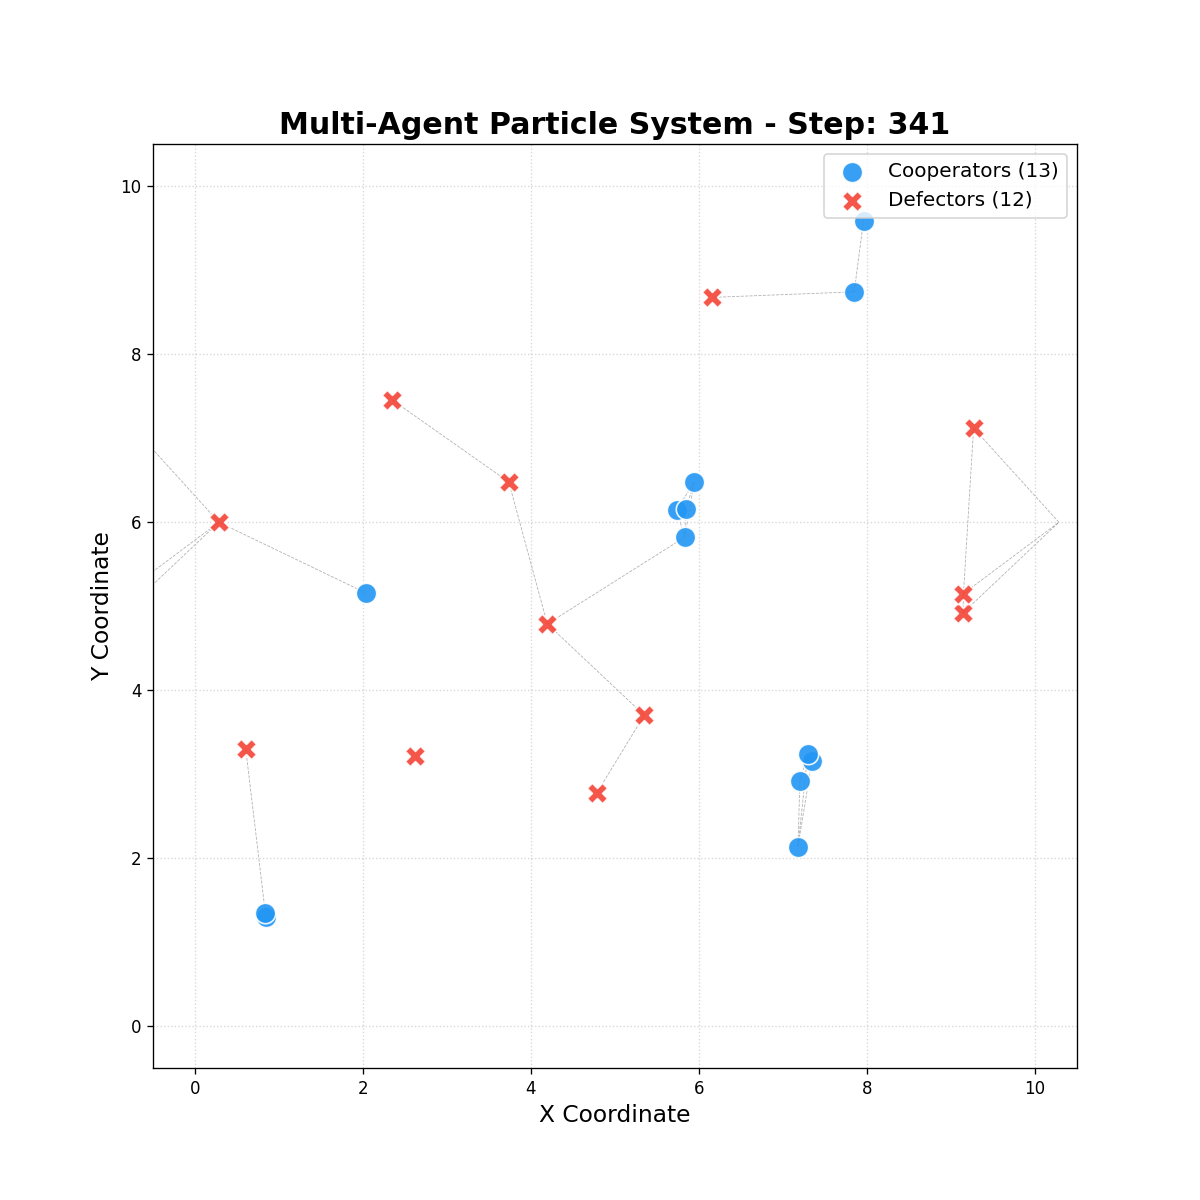 Multi-Agent Particle System - Step: 341
Cooperators (13)
Defectors (12)
10
8
6
4
2
0
Y Coordinate
0 2 4 6 8 10
X Coordinate